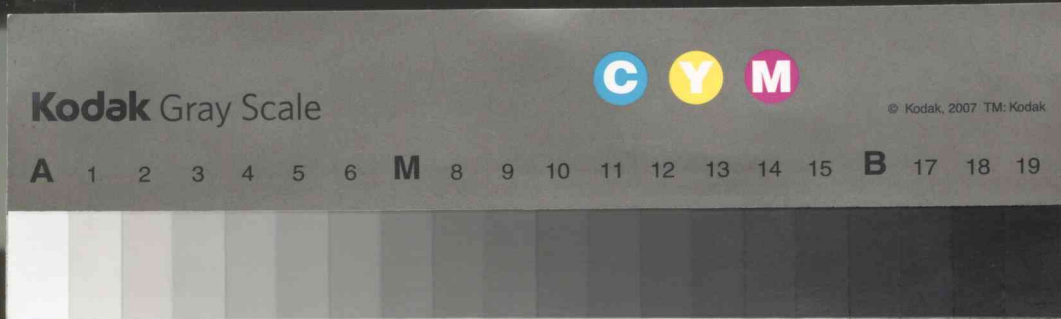 C Y M
Kodak Gray Scale
© Kodak, 2007 TM: Kodak
A 1 2 3 4 5 6 M 8 9 10 11 12 13 14 15 B 17 18 19